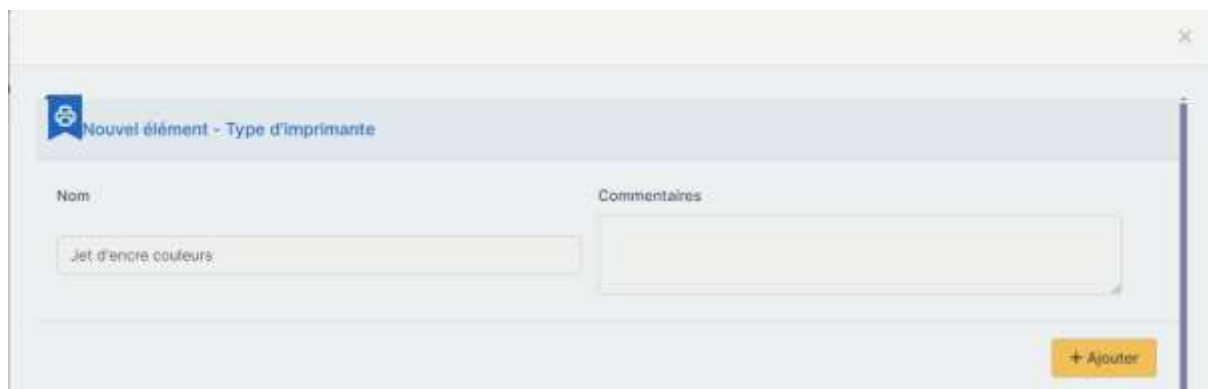 Nouvel élément - Type d'imprimante
Nom
Commentaires
Jet d'encre couleurs
+ Ajouter